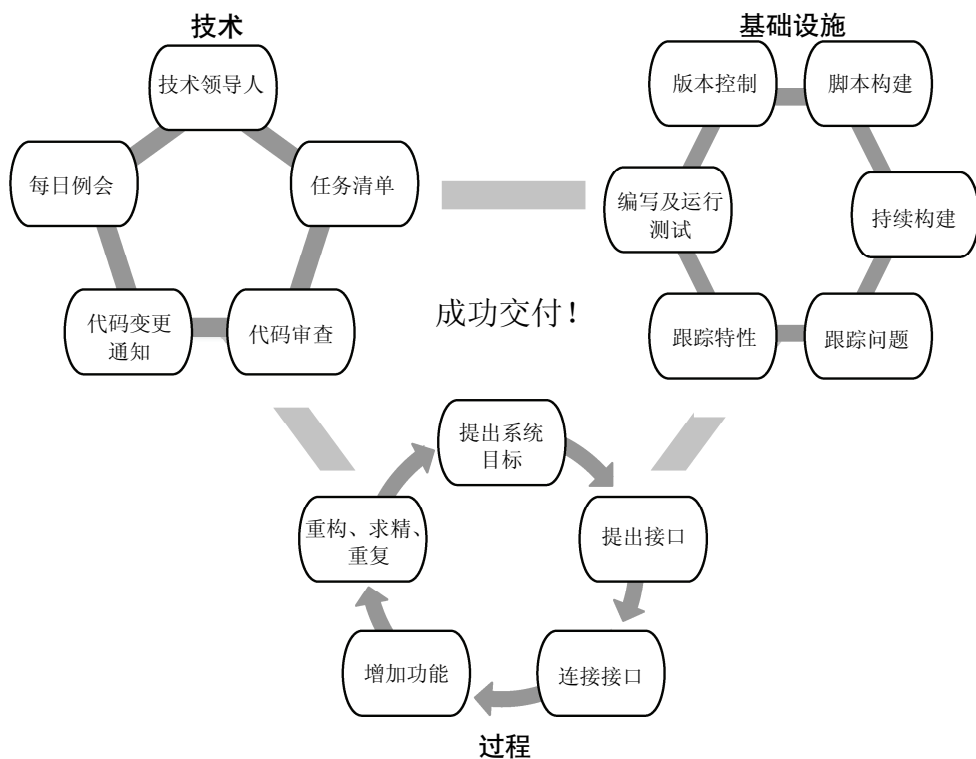 技术
技术领导人
每日例会
任务清单
代码变更
通知
代码审查
基础设施
版本控制
脚本构建
编写及运行
测试
持续构建
跟踪特性
跟踪问题
成功交付！
提出系统
目标
重构、求精、
重复
提出接口
增加功能
连接接口
过程